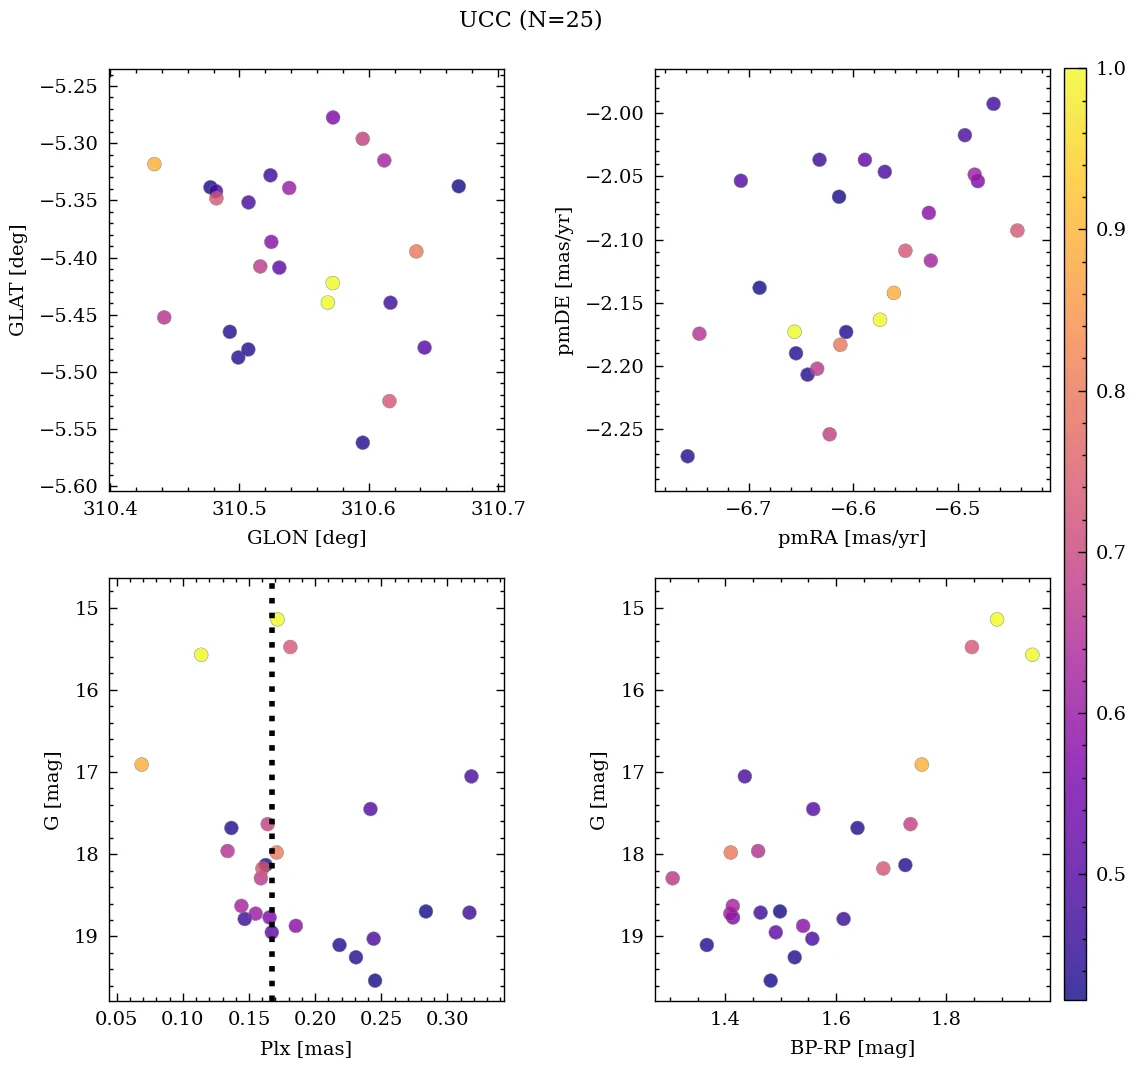 UCC (N=25)
−5.25
−5.30
−5.35
−5.40
−5.45
−5.50
−5.55
−5.60
GLAT [deg]
310.4 310.5 310.6 310.7
GLON [deg]
−2.00
−2.05
−2.10
−2.15
−2.20
−2.25
pmDE [mas/yr]
−6.7 −6.6 −6.5
pmRA [mas/yr]
15
16
17
18
19
G [mag]
0.05 0.10 0.15 0.20 0.25 0.30
Plx [mas]
15
16
17
18
19
G [mag]
1.4 1.6 1.8
BP-RP [mag]
1.0
0.9
0.8
0.7
0.6
0.5